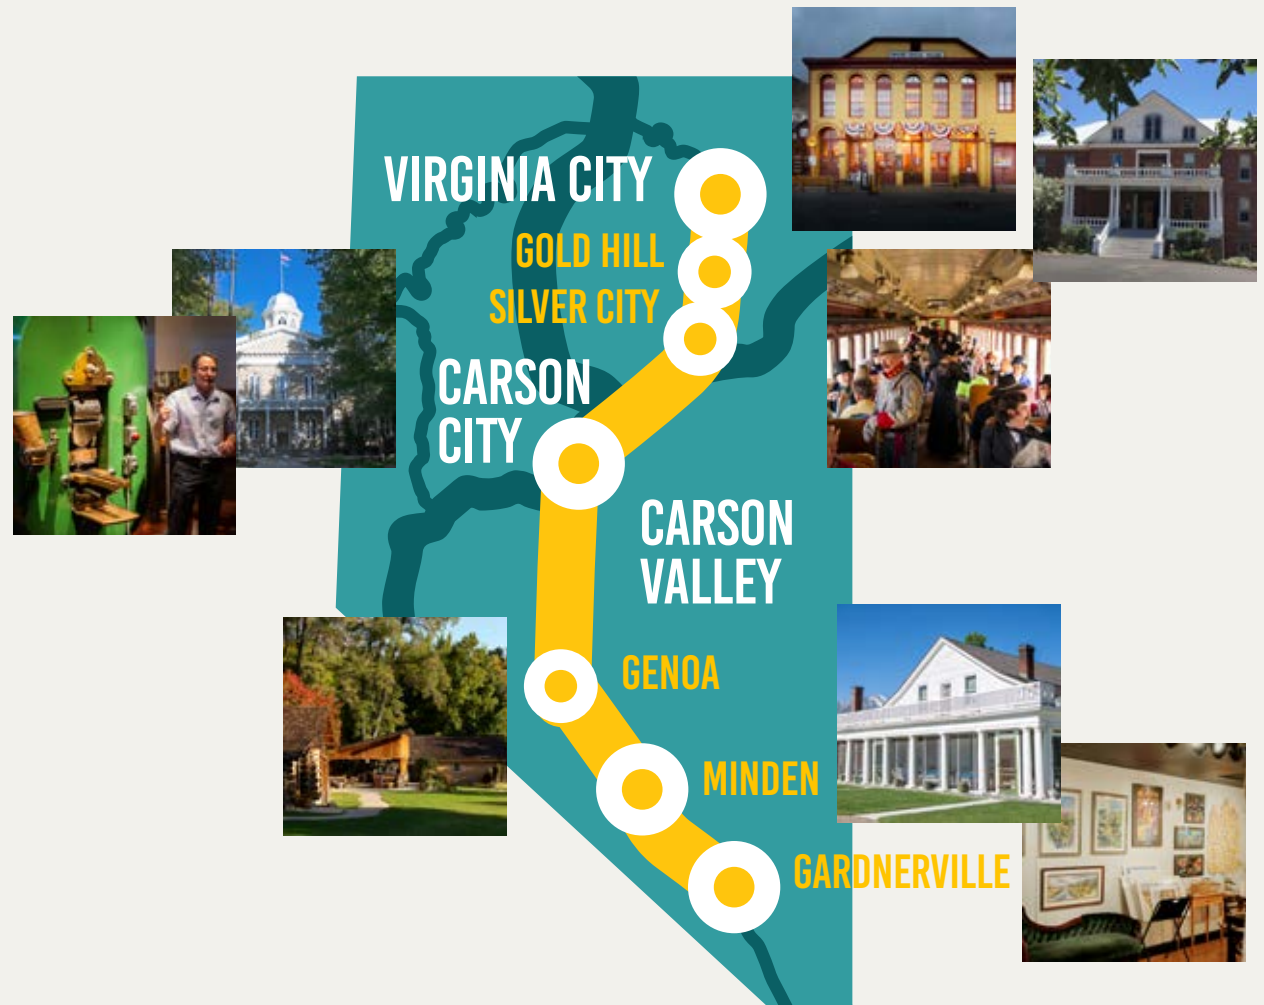 VIRGINIA CITY
GOLD HILL
SILVER CITY
CARSON
CITY
CARSON
VALLEY
GENOA
MINDEN
GARDNERVILLE